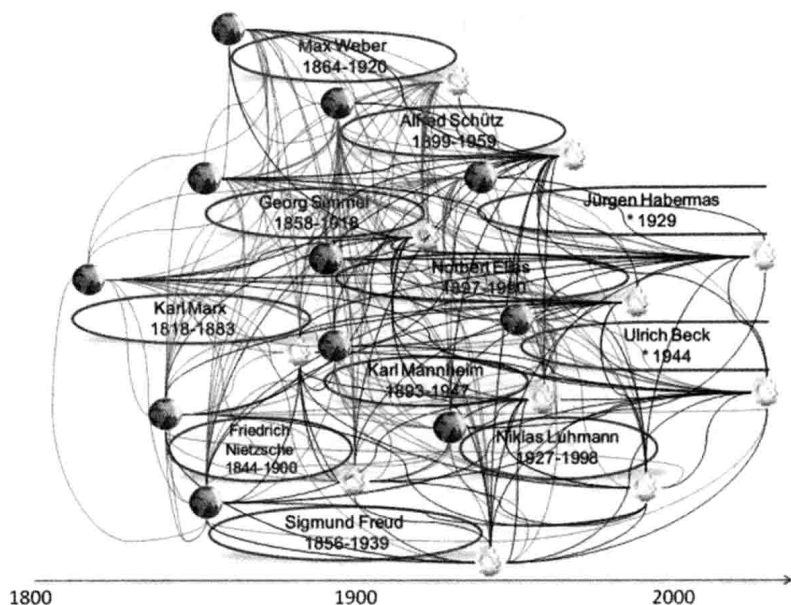 Max Weber
1864-1920
Alfred Schütz
1899-1959
Georg Simmel
1858-1918
Jürgen Habermas
* 1929
Norbert Elias
1897-1990
Karl Marx
1818-1883
Ulrich Beck
* 1944
Karl Mannheim
1893-1947
Friedrich
Nietzsche
1844-1900
Niklas Luhmann
1927-1998
Sigmund Freud
1856-1939
1800
1900
2000